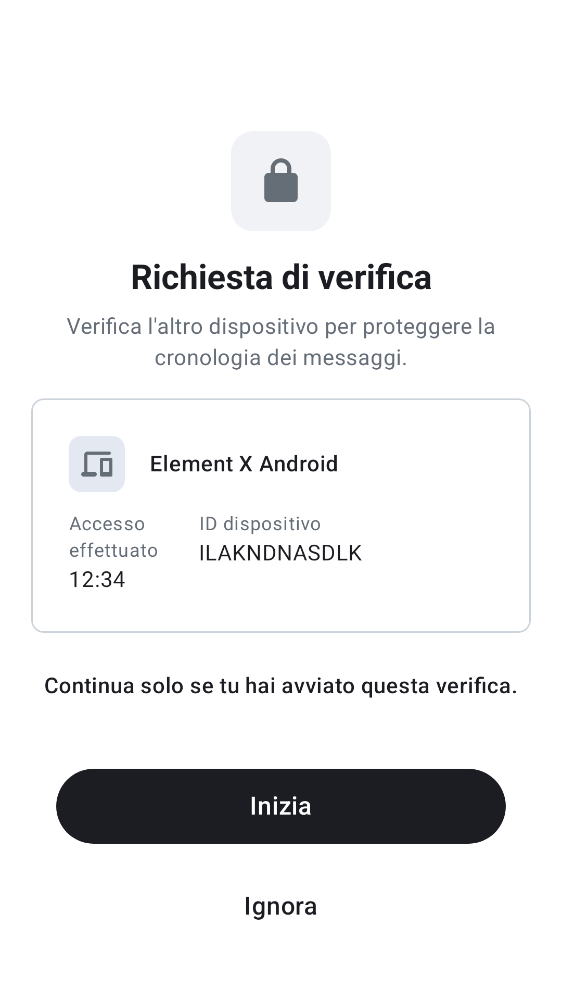 Richiesta di verifica
Verifica l'altro dispositivo per proteggere la
cronologia dei messaggi.
Element X Android
Accesso
effettuato
12:34
ID dispositivo
ILAKNDNASDLK
Continua solo se tu hai avviato questa verifica.
Inizia
Ignora